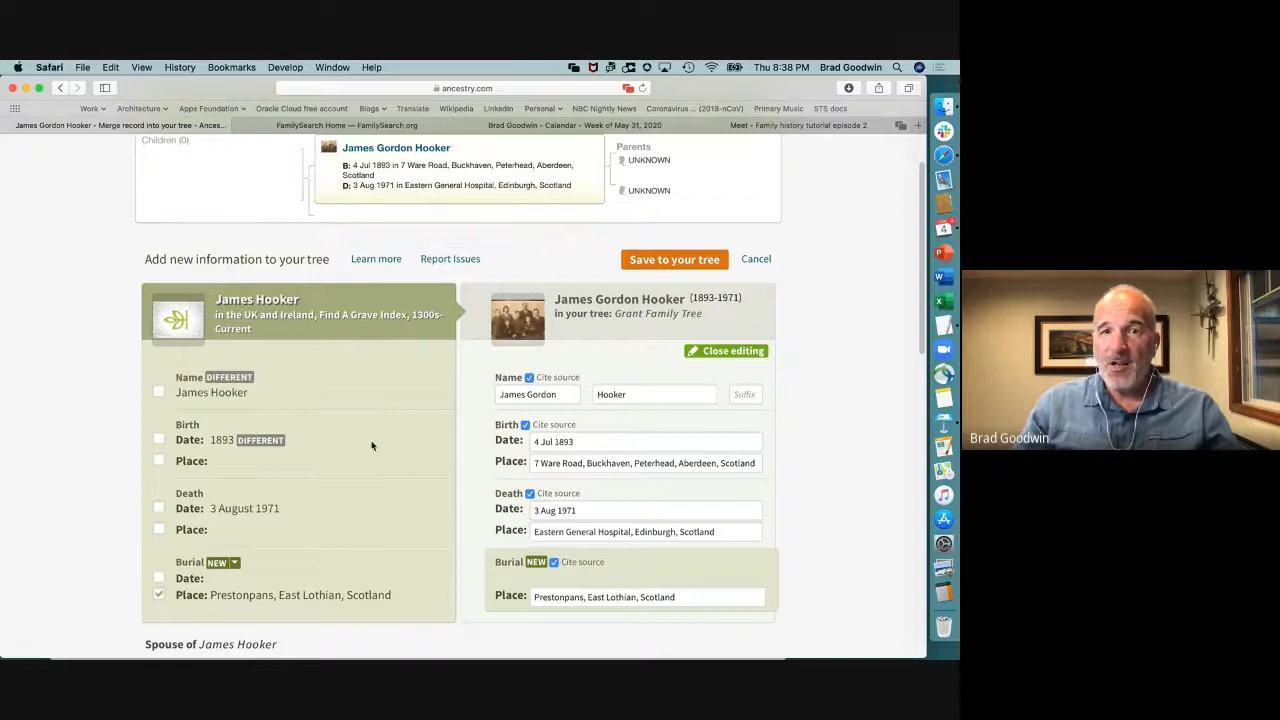 Safari File Edit View History Bookmarks Develop Window Help Thu 8:38 PM Brad Goodwin
ancestry.com
Work Architecture Apps Foundation Oracle Cloud free account Blogs Translate Wikipedia LinkedIn Personal NBC Nightly News Coronavirus ... (2019-nCoV) Primary Music STS docs
James Gordon Hooker - Merge record into your tree - Ances... FamilySearch Home — FamilySearch.org Brad Goodwin - Calendar - Week of May 31, 2020 Meet - Family history tutorial episode 2
Children (0)
James Gordon Hooker
B: 4 Jul 1893 in 7 Ware Road, Buckhaven, Peterhead, Aberdeen,
Scotland
D: 3 Aug 1971 in Eastern General Hospital, Edinburgh, Scotland
Parents
UNKNOWN
UNKNOWN
Add new information to your tree Learn more Report Issues Save to your tree Cancel
James Hooker
in the UK and Ireland, Find A Grave Index, 1300s-
Current
James Gordon Hooker (1893-1971)
in your tree: Grant Family Tree
Close editing
Name DIFFERENT
James Hooker
Birth
Date: 1893 DIFFERENT
Place:
Death
Date: 3 August 1971
Place:
Burial NEW
Date:
Place: Prestonpans, East Lothian, Scotland
Name Cite source
James Gordon Hooker Suffix
Birth Cite source
Date: 4 Jul 1893
Place: 7 Ware Road, Buckhaven, Peterhead, Aberdeen, Scotland
Death Cite source
Date: 3 Aug 1971
Place: Eastern General Hospital, Edinburgh, Scotland
Burial NEW Cite source
Place: Prestonpans, East Lothian, Scotland
Spouse of James Hooker
Brad Goodwin